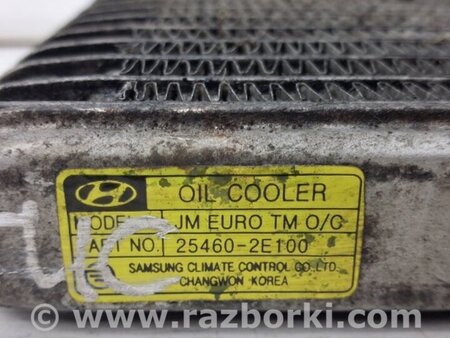 OIL COOLER
MODEL JM EURO TM O/C
PART NO. 25460-2E100
SAMSUNG CLIMATE CONTROL CO.,LTD.
CHANGWON KOREA
www.razborki.com